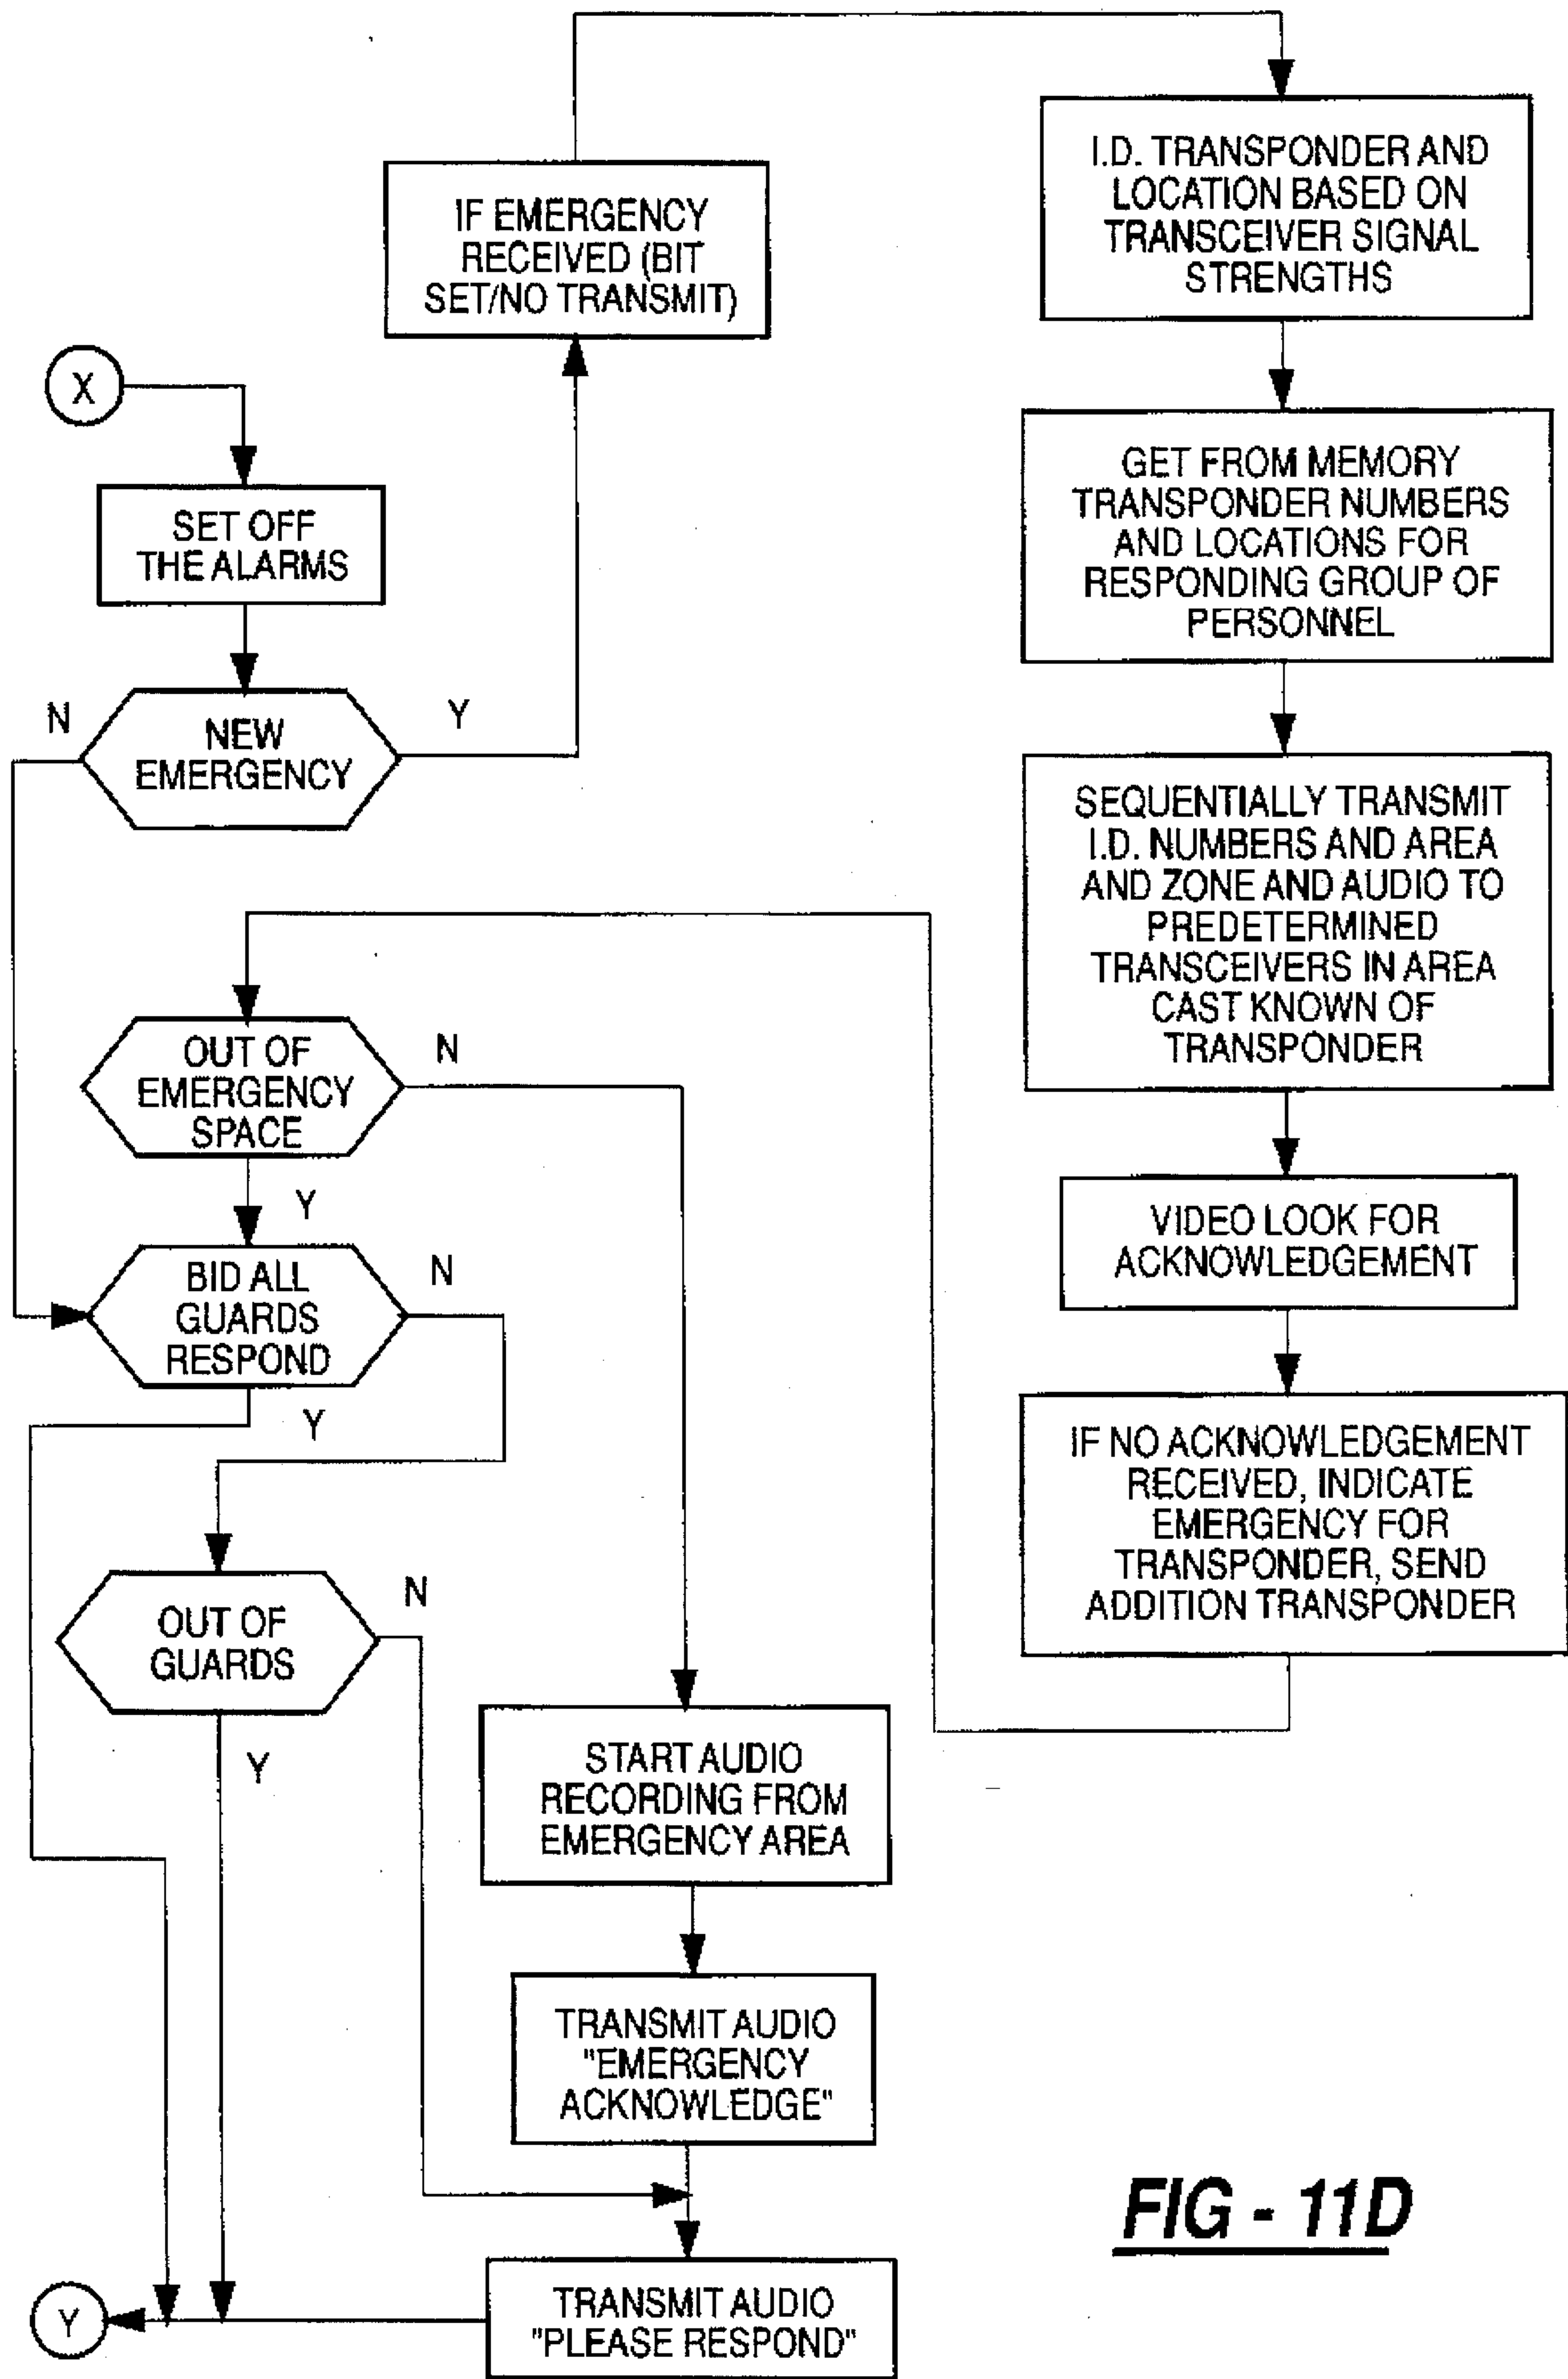 X
SET OFF
THE ALARMS
NEW
EMERGENCY
N
Y
IF EMERGENCY
RECEIVED (BIT
SET/NO TRANSMIT)
I.D. TRANSPONDER AND
LOCATION BASED ON
TRANSCEIVER SIGNAL
STRENGTHS
GET FROM MEMORY
TRANSPONDER NUMBERS
AND LOCATIONS FOR
RESPONDING GROUP OF
PERSONNEL
SEQUENTIALLY TRANSMIT
I.D. NUMBERS AND AREA
AND ZONE AND AUDIO TO
PREDETERMINED
TRANSCEIVERS IN AREA
CAST KNOWN OF
TRANSPONDER
VIDEO LOOK FOR
ACKNOWLEDGEMENT
IF NO ACKNOWLEDGEMENT
RECEIVED, INDICATE
EMERGENCY FOR
TRANSPONDER, SEND
ADDITION TRANSPONDER
OUT OF
EMERGENCY
SPACE
N
Y
BID ALL
GUARDS
RESPOND
N
Y
OUT OF
GUARDS
N
Y
START AUDIO
RECORDING FROM
EMERGENCY AREA
TRANSMIT AUDIO
"EMERGENCY
ACKNOWLEDGE"
TRANSMIT AUDIO
"PLEASE RESPOND"
Y
FIG - 11D